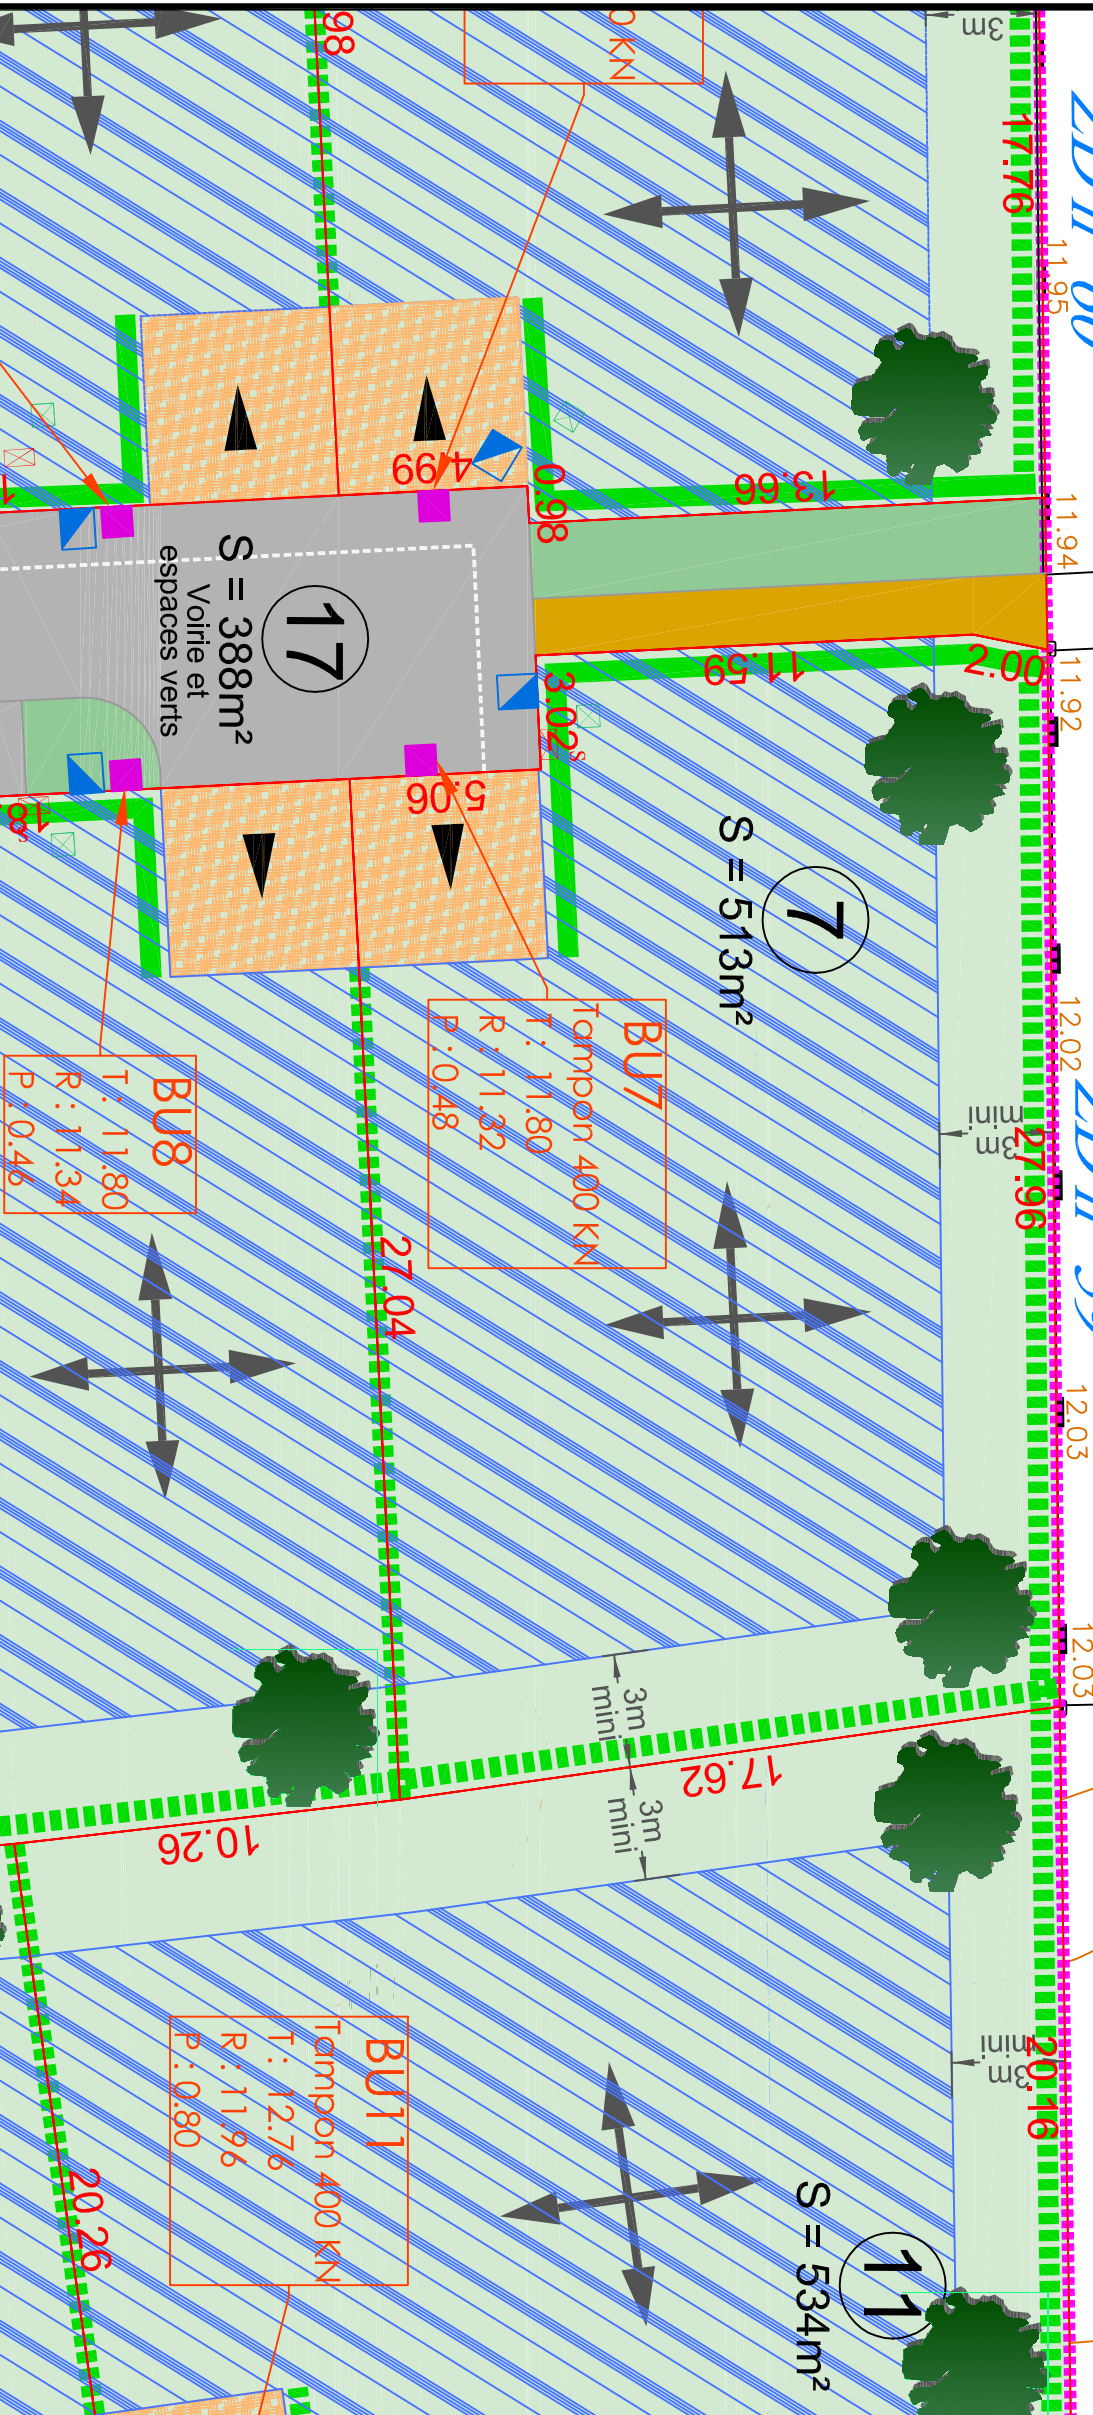 98
O KN
3m
17.76
11.95
4.99
0.98
13.66
11.94
17
S = 388m²
Voirie et
espaces verts
11.59
2.00
11.92
3.02
s
5.06
s
7
S = 513m²
BU7
Tampon 400 KN
T : 11.80
R : 11.32
P : 0.48
BU8
T : 11.80
R : 11.34
P : 0.46
12.02
3m
mini
27.96
27.04
12.03
12.03
3m
mini
3m
mini
17.62
10.26
BU11
Tampon 400 KN
T : 12.76
R : 11.96
P : 0.80
3m
mini
20.16
20.26
11
S = 534m²